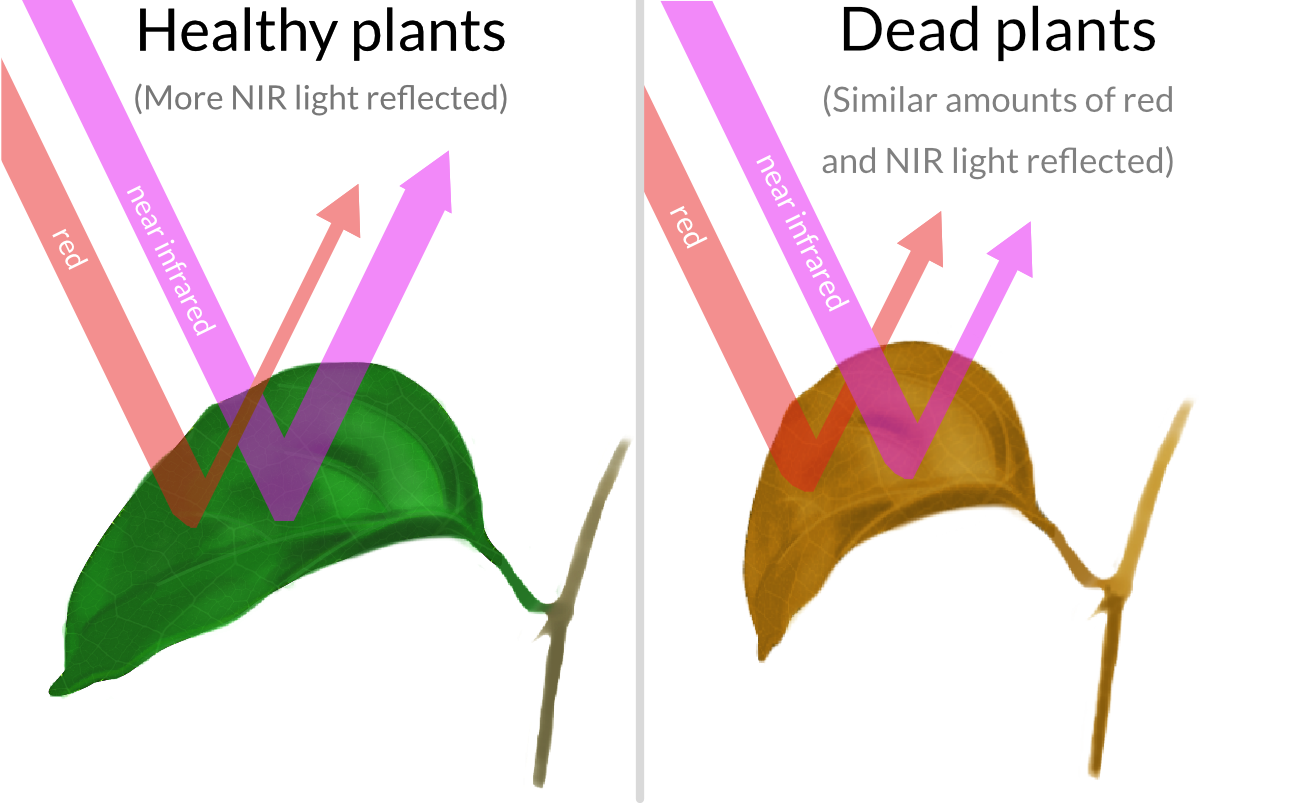 Healthy plants
(More NIR light reflected)
red
near infrared
Dead plants
(Similar amounts of red
and NIR light reflected)
red
near infrared